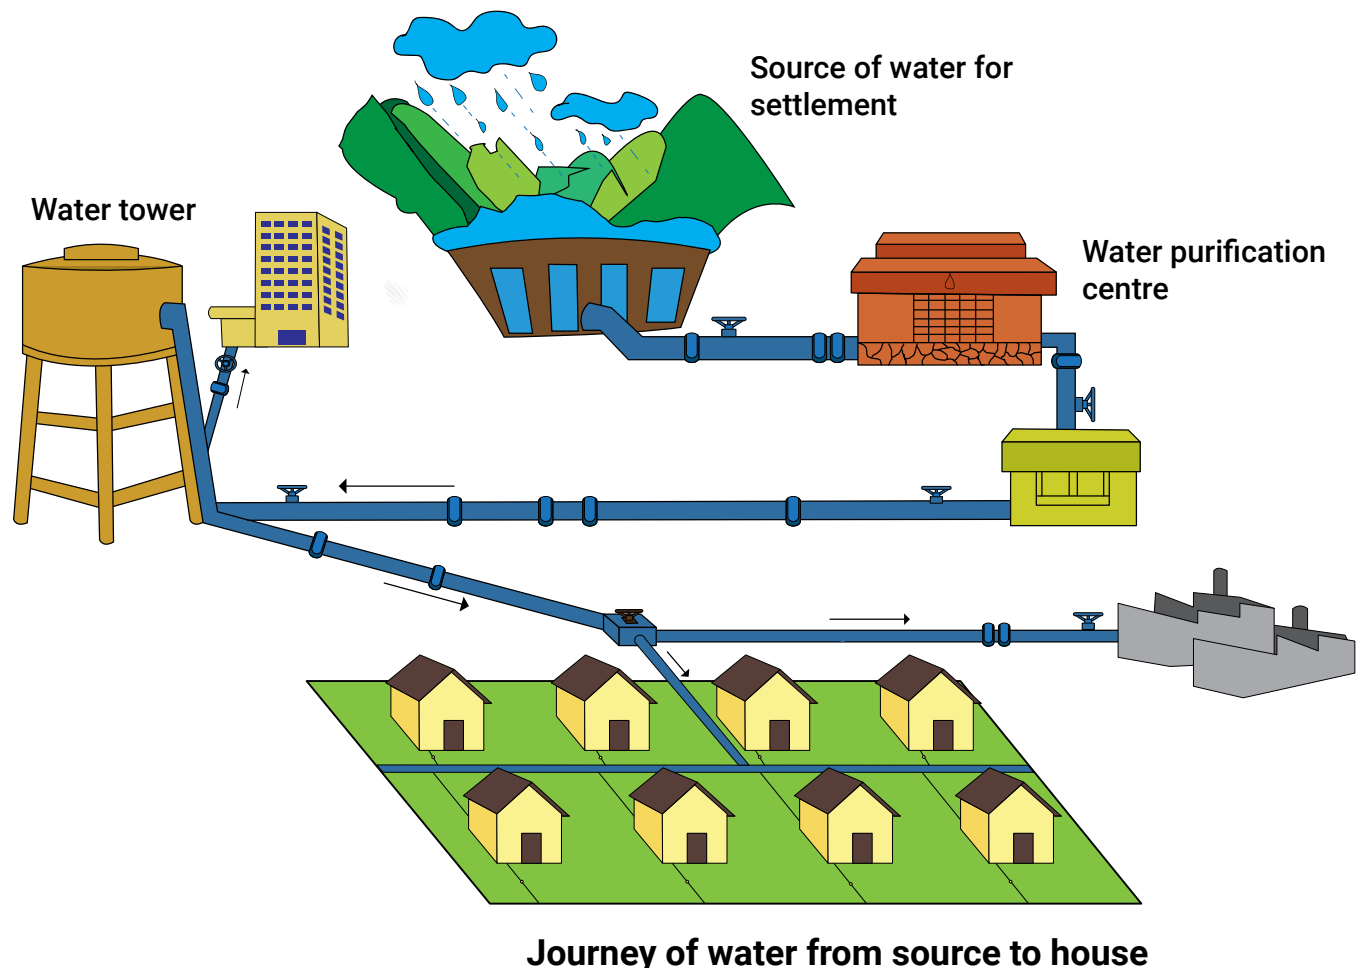 Source of water for
settlement
Water tower
Water purification
centre
Journey of water from source to house